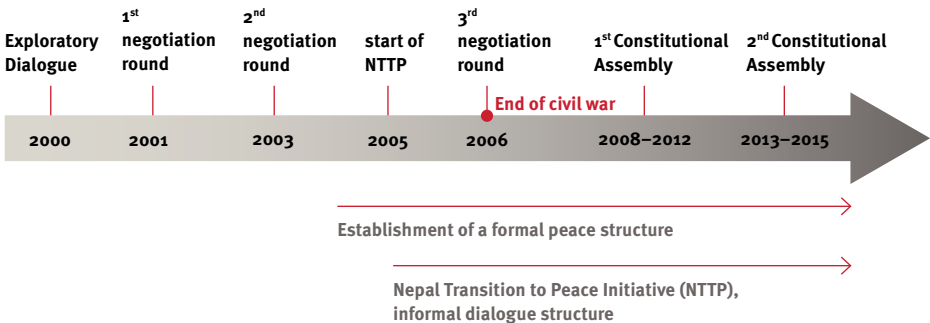 Exploratory
Dialogue
1st
negotiation
round
2nd
negotiation
round
start of
NTTP
3rd
negotiation
round
1st Constitutional
Assembly
2nd Constitutional
Assembly
End of civil war
2000 2001 2003 2005 2006 2008–2012 2013–2015
Establishment of a formal peace structure
Nepal Transition to Peace Initiative (NTTP),
informal dialogue structure